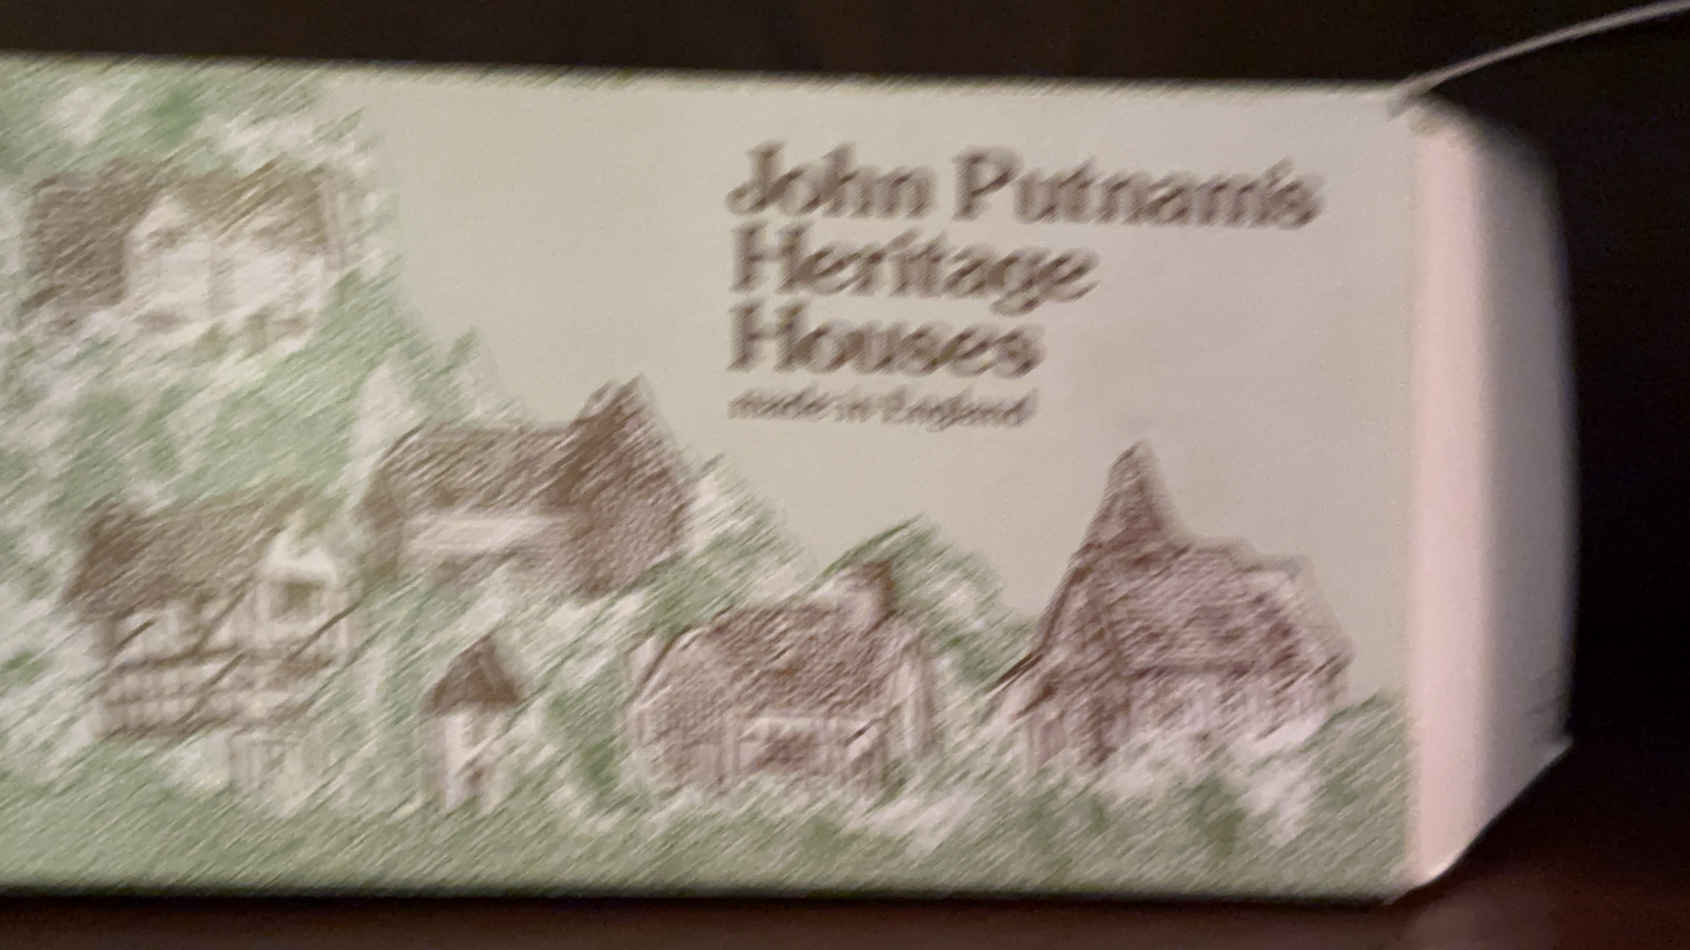 John Putnam's
Heritage
Houses
made in England